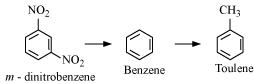 NO₂
CH₃
NO₂
m - dinitrobenzene
Benzene
Toulene